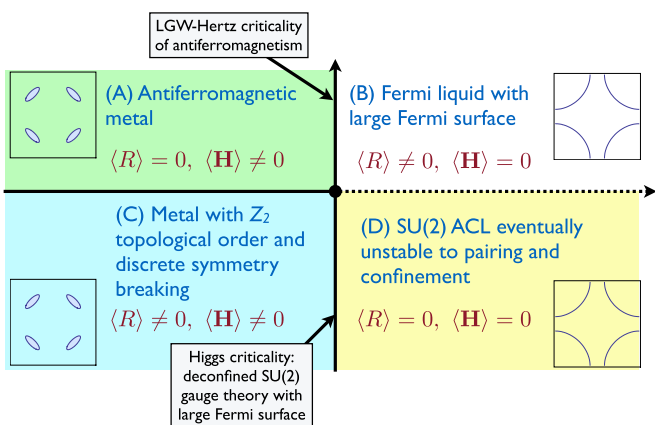 LGW-Hertz criticality
of antiferromagnetism
(A) Antiferromagnetic
metal
⟨R⟩ = 0, ⟨H⟩ ≠ 0
(B) Fermi liquid with
large Fermi surface
⟨R⟩ ≠ 0, ⟨H⟩ = 0
(C) Metal with Z₂
topological order and
discrete symmetry
breaking
⟨R⟩ ≠ 0, ⟨H⟩ ≠ 0
(D) SU(2) ACL eventually
unstable to pairing and
confinement
⟨R⟩ = 0, ⟨H⟩ = 0
Higgs criticality:
deconfined SU(2)
gauge theory with
large Fermi surface